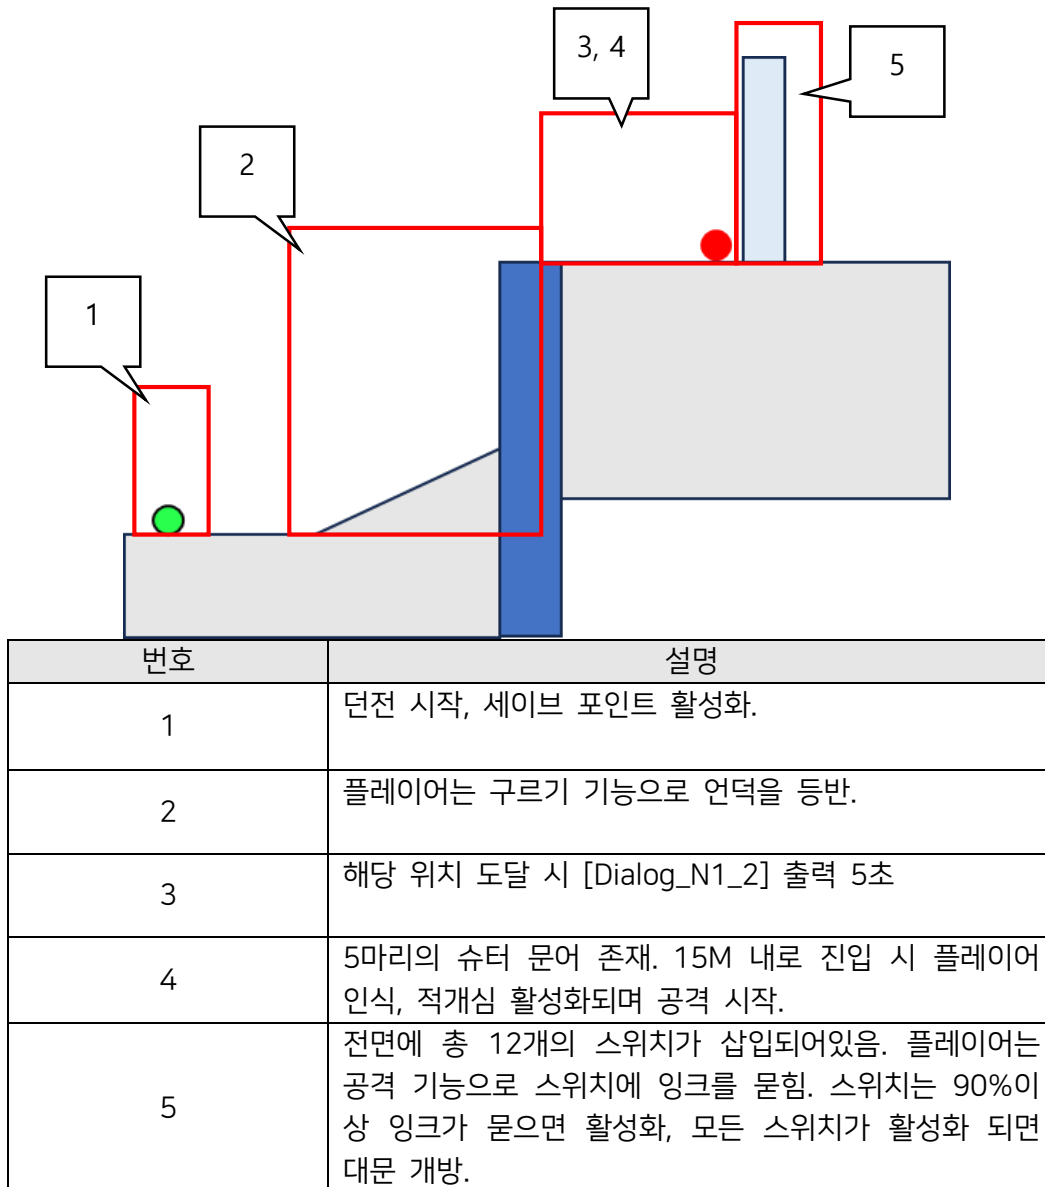 3, 4
5
2
1
번호 설명
1 던전 시작, 세이브 포인트 활성화.
2 플레이어는 구르기 기능으로 언덕을 등반.
3 해당 위치 도달 시 [Dialog_N1_2] 출력 5초
4 5마리의 슈터 문어 존재. 15M 내로 진입 시 플레이어
인식, 적개심 활성화되며 공격 시작.
5 전면에 총 12개의 스위치가 삽입되어있음. 플레이어는
공격 기능으로 스위치에 잉크를 묻힘. 스위치는 90%이
상 잉크가 묻으면 활성화, 모든 스위치가 활성화 되면
대문 개방.